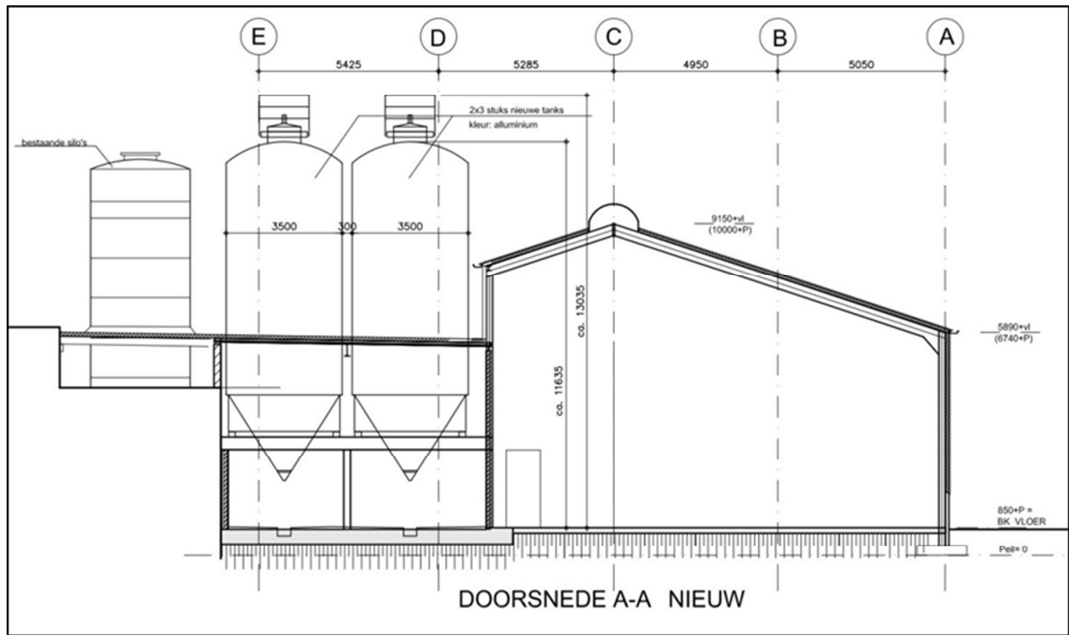 E D C B A
5425 5285 4950 5050
2x3 stuks nieuwe tanks
kleur: alluminium
bestaande silo's
3500 300 3500
9150+vl
(10000+P)
ca. 13035
ca. 11635
5890+vl
(6740+P)
850+P =
BK VLOER
Peil= 0
DOORSNEDE A-A NIEUW